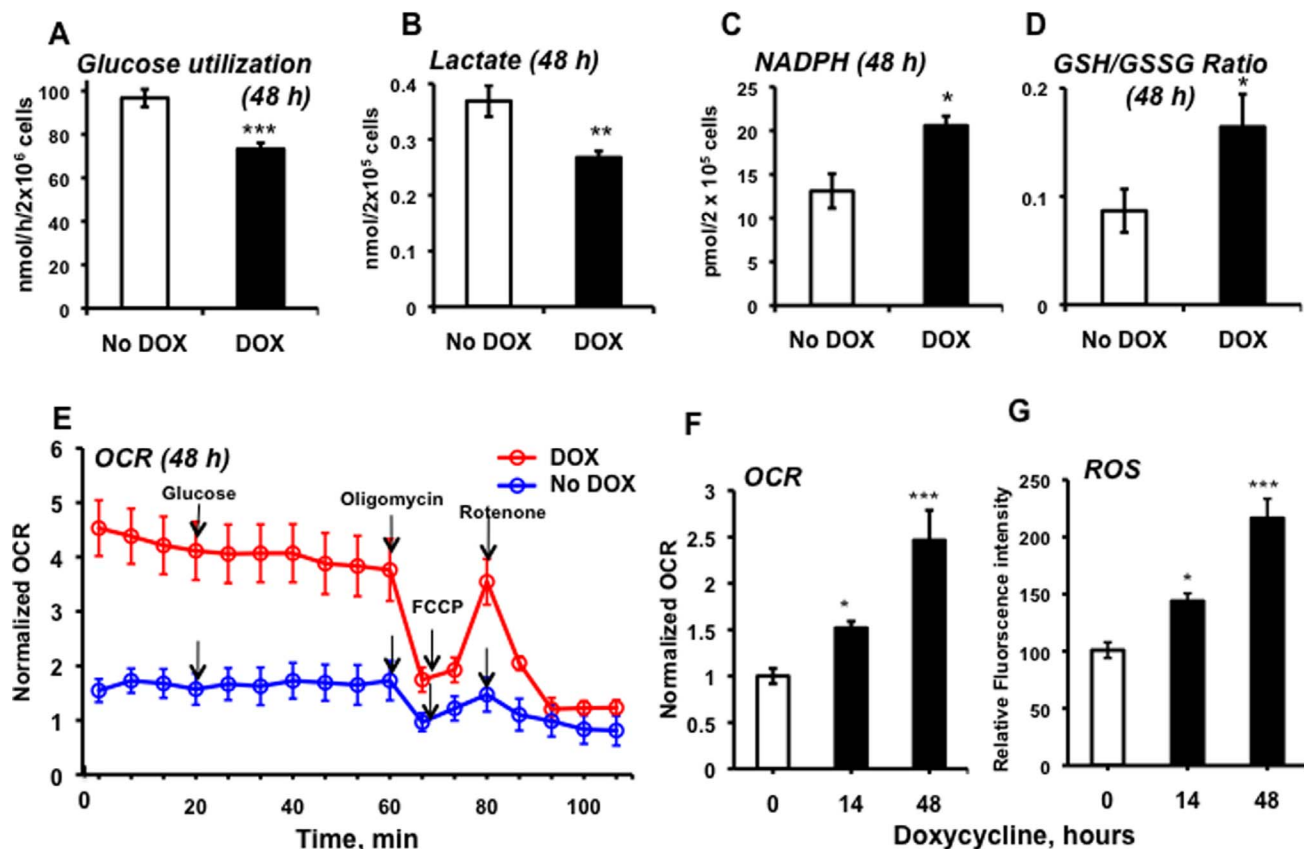 A
Glucose utilization
(48 h)
nmol/h/2x10⁶ cells
100
80
60
40
20
0
***
No DOX
DOX
B
Lactate (48 h)
nmol/2x10⁵ cells
0.4
0.3
0.2
0.1
0
**
No DOX
DOX
C
NADPH (48 h)
pmol/2 x 10⁵ cells
25
20
15
10
5
0
*
No DOX
DOX
D
GSH/GSSG Ratio
(48 h)
0.2
0.1
0
*
No DOX
DOX
E
OCR (48 h)
DOX
No DOX
Glucose
Oligomycin
Rotenone
FCCP
Normalized OCR
6
5
4
3
2
1
0
0 20 40 60 80 100
Time, min
F
OCR
Normalized OCR
3
2.5
2
1.5
1
0.5
0
*
***
0 14 48
G
ROS
Relative Fluorescence intensity
250
200
150
100
50
0
*
***
0 14 48
Doxycycline, hours